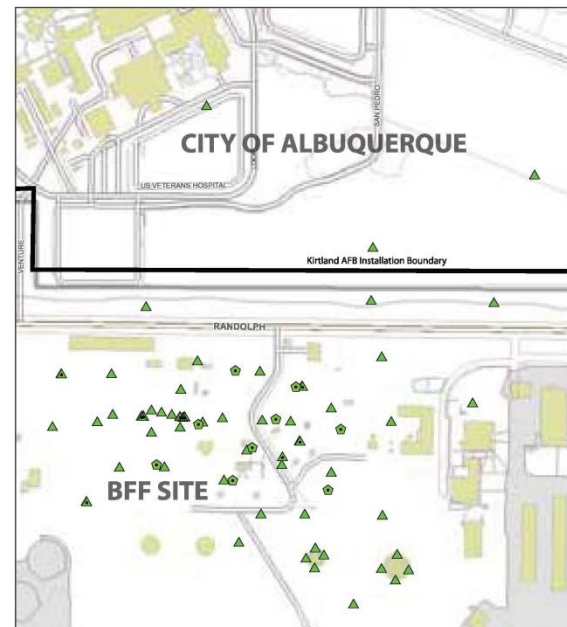 SAN PEDRO
CITY OF ALBUQUERQUE
US VETERANS HOSPITAL
VENTURE
Kirtland AFB Installation Boundary
RANDOLPH
BFF SITE